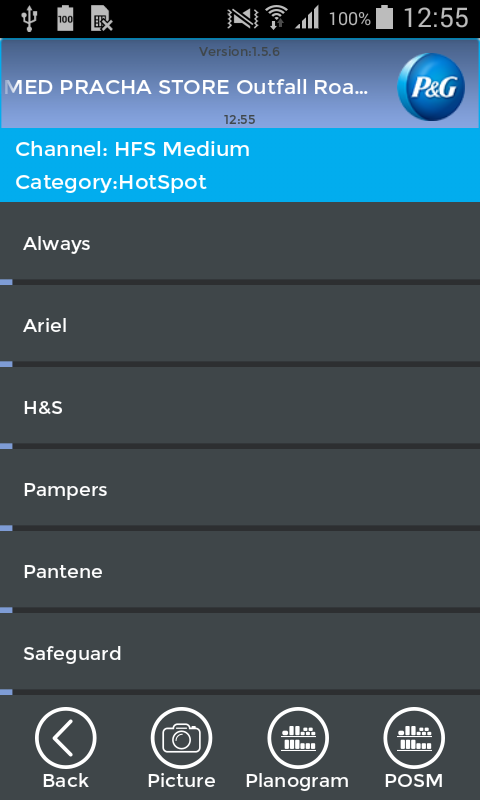 100
100% 12:55
Version:1.5.6
MED PRACHA STORE Outfall Roa...
P&G
12:55
Channel: HFS Medium
Category:HotSpot
Always
Ariel
H&S
Pampers
Pantene
Safeguard
Back Picture Planogram POSM